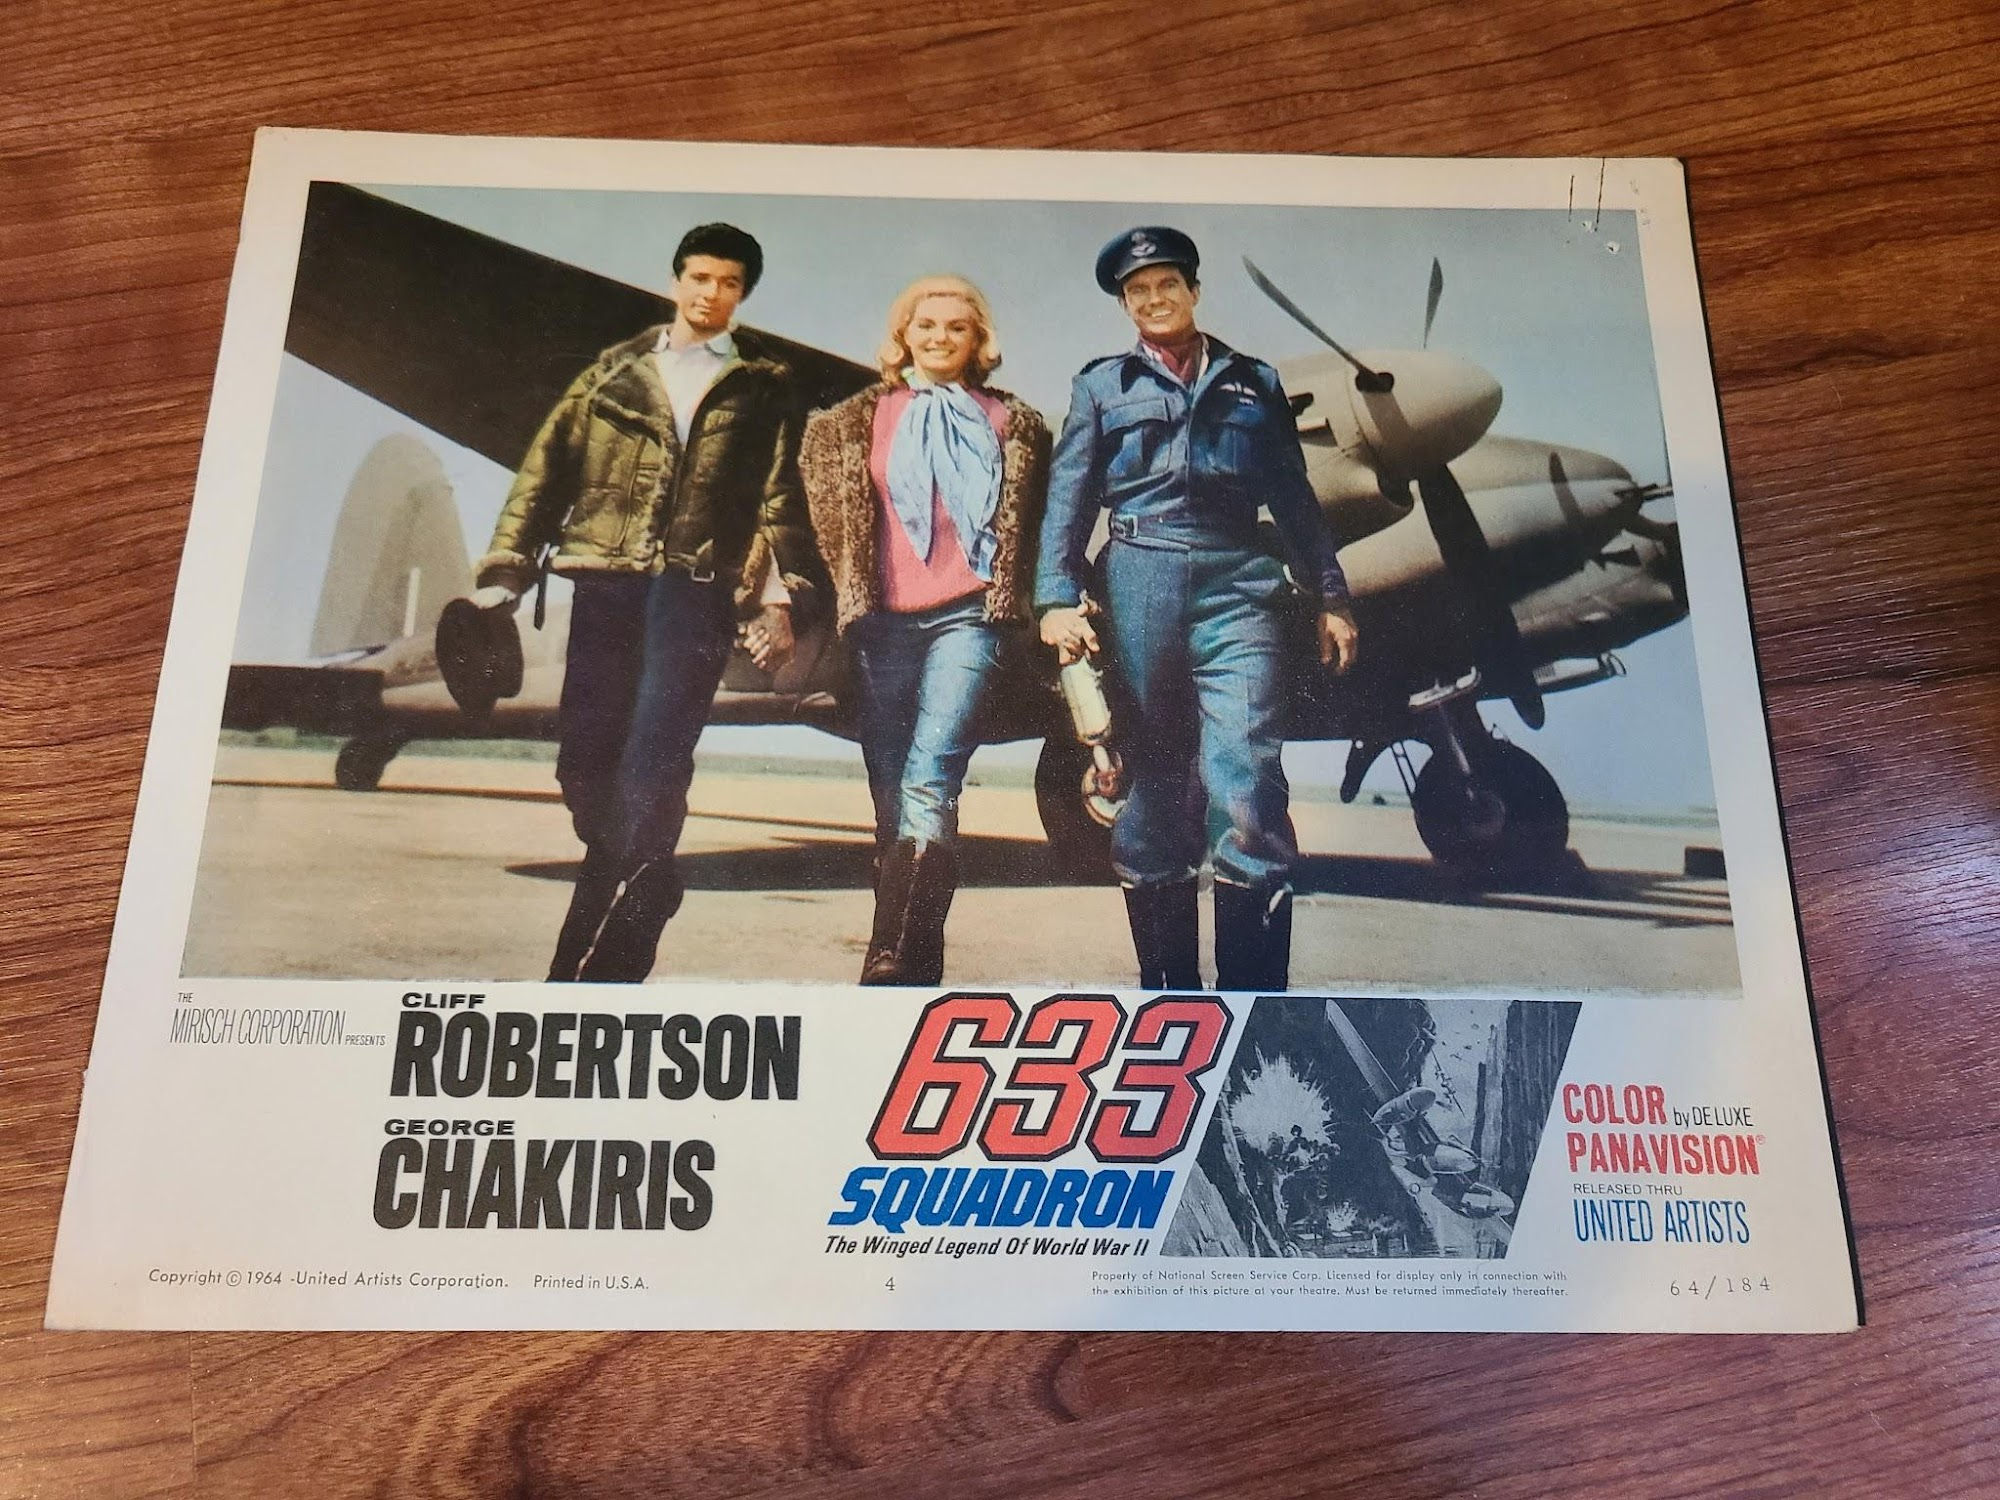 THE
MIRISCH CORPORATION PRESENTS
CLIFF
ROBERTSON
GEORGE
CHAKIRIS
633
SQUADRON
The Winged Legend Of World War II
COLOR by DE LUXE
PANAVISION®
RELEASED THRU
UNITED ARTISTS
Copyright © 1964 -United Artists Corporation. Printed in U.S.A.
4
Property of National Screen Service Corp. Licensed for display only in connection with
the exhibition of this picture at your theatre. Must be returned immediately thereafter.
64/184